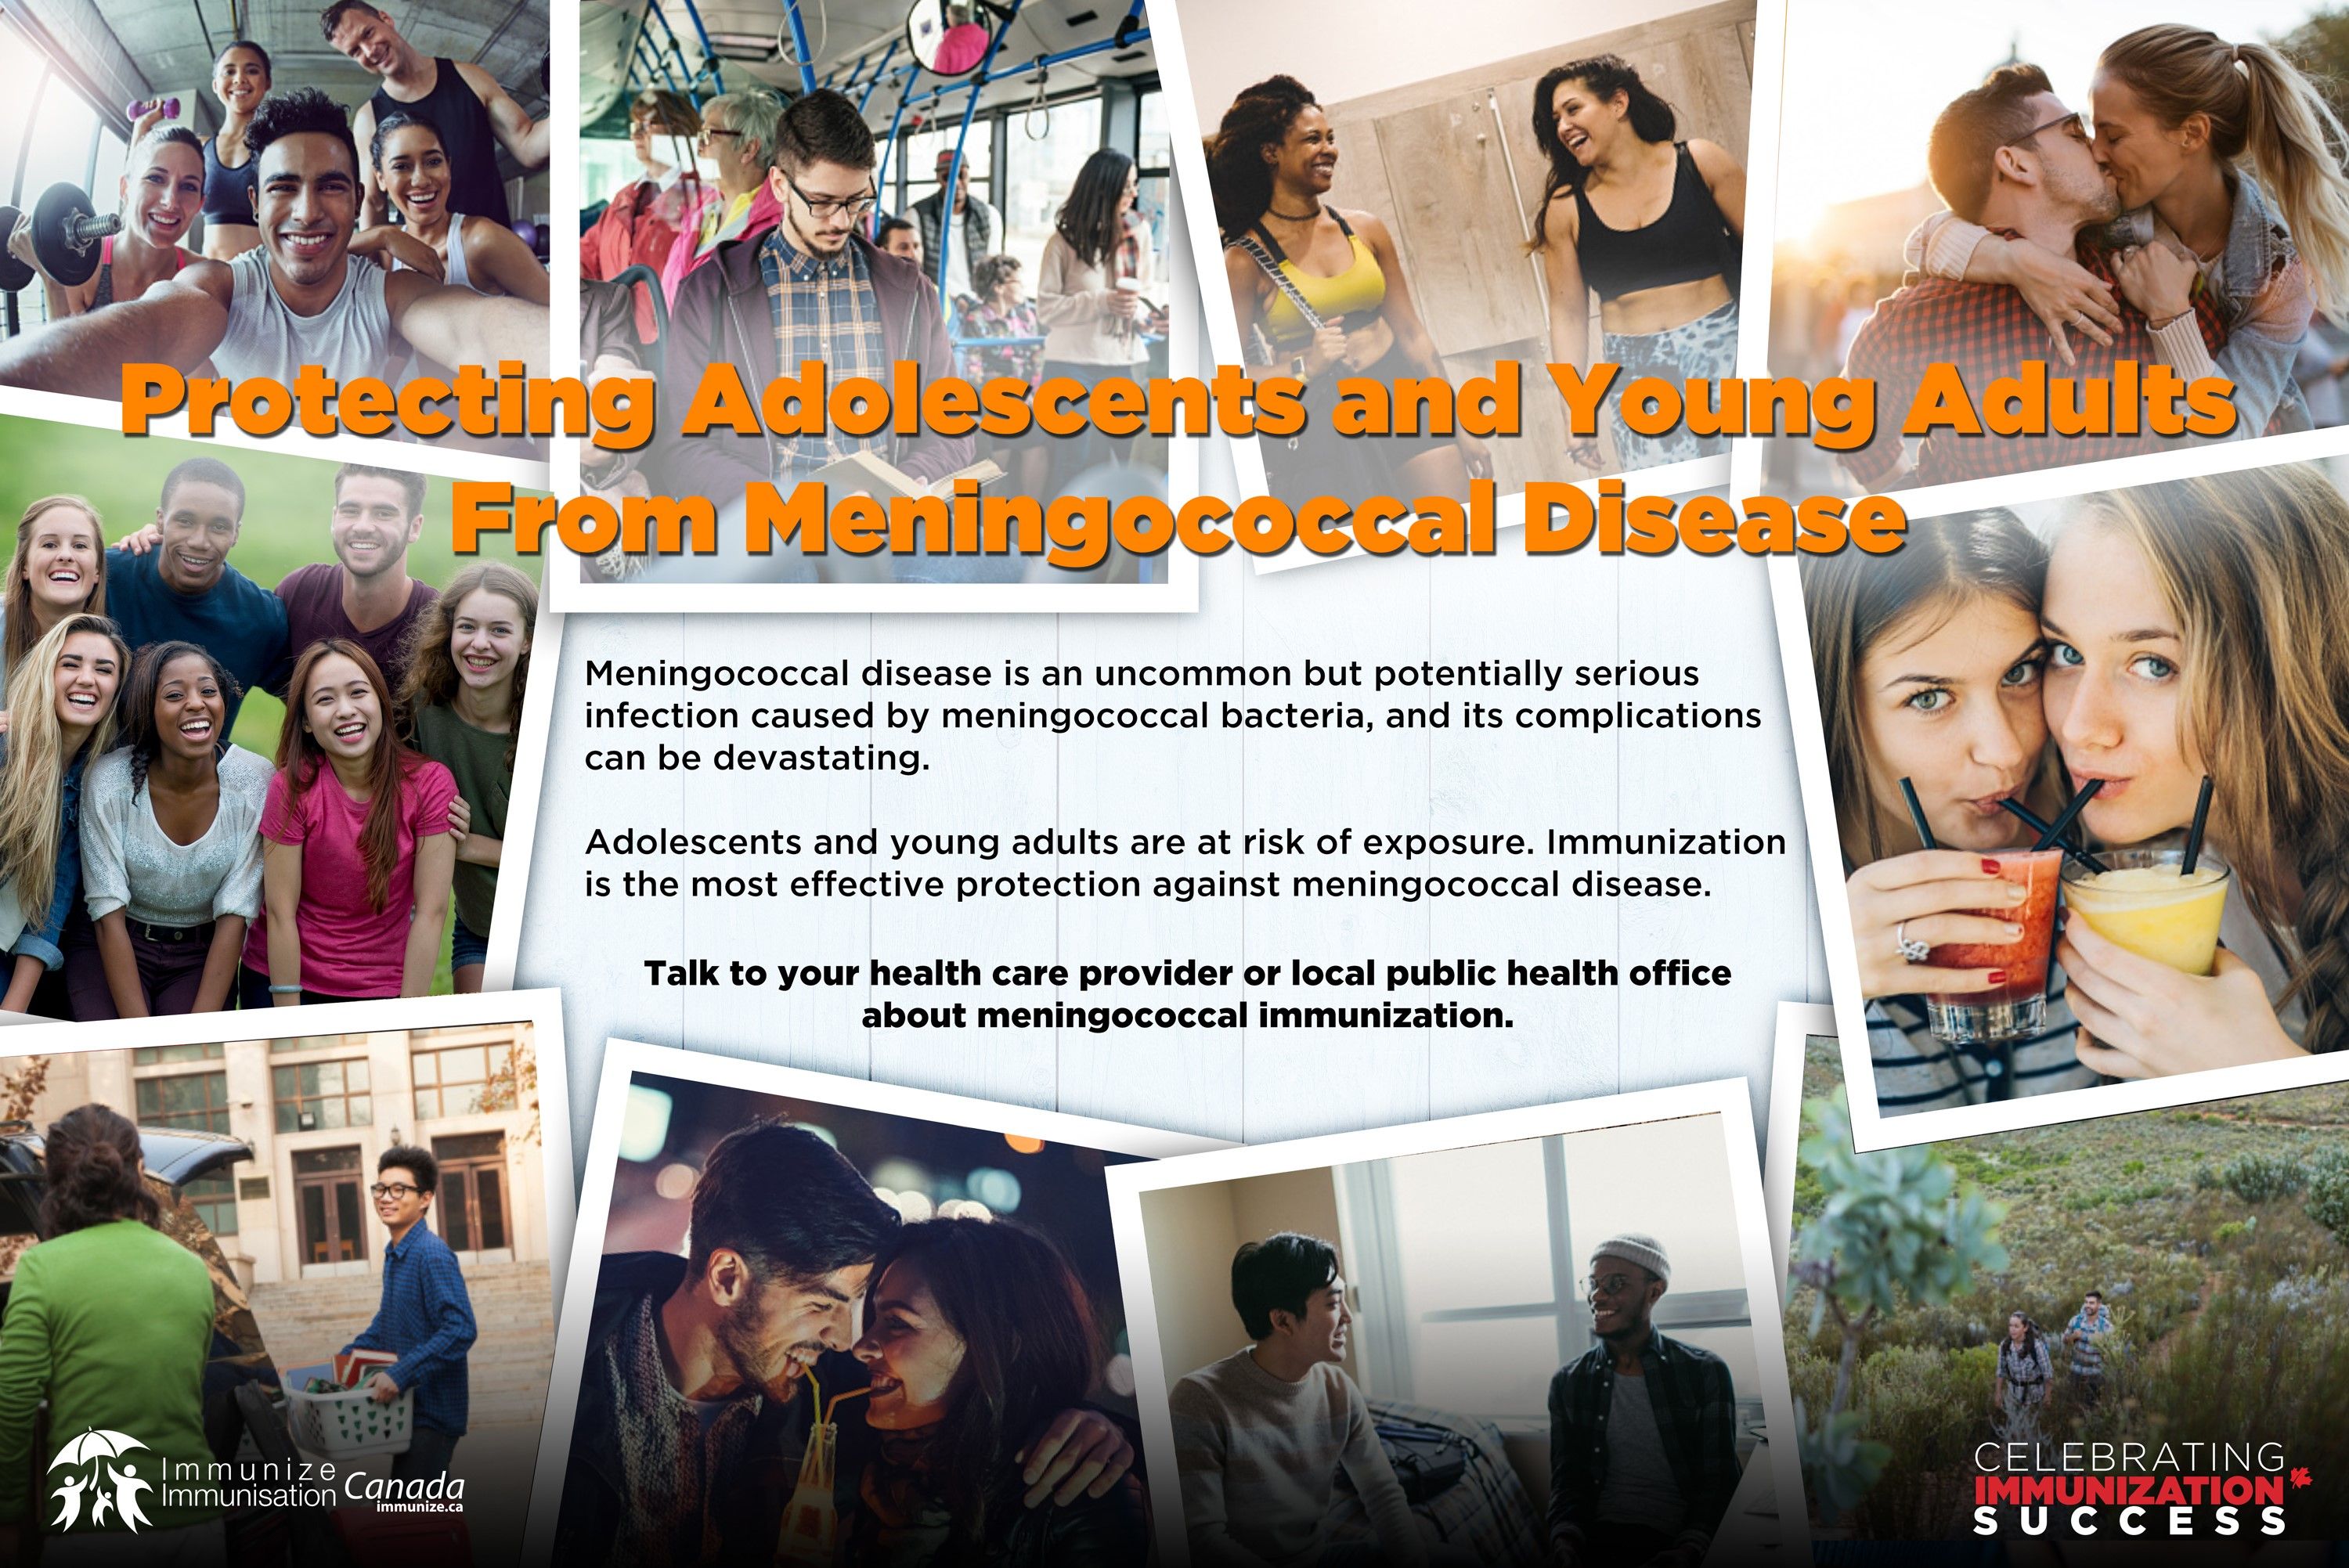 Protecting Adolescents and Young Adults
From Meningococcal Disease
Meningococcal disease is an uncommon but potentially serious
infection caused by meningococcal bacteria, and its complications
can be devastating.
Adolescents and young adults are at risk of exposure. Immunization
is the most effective protection against meningococcal disease.
Talk to your health care provider or local public health office
about meningococcal immunization.
Immunize
Immunisation Canada
immunize.ca
CELEBRATING
IMMUNIZATION
SUCCESS